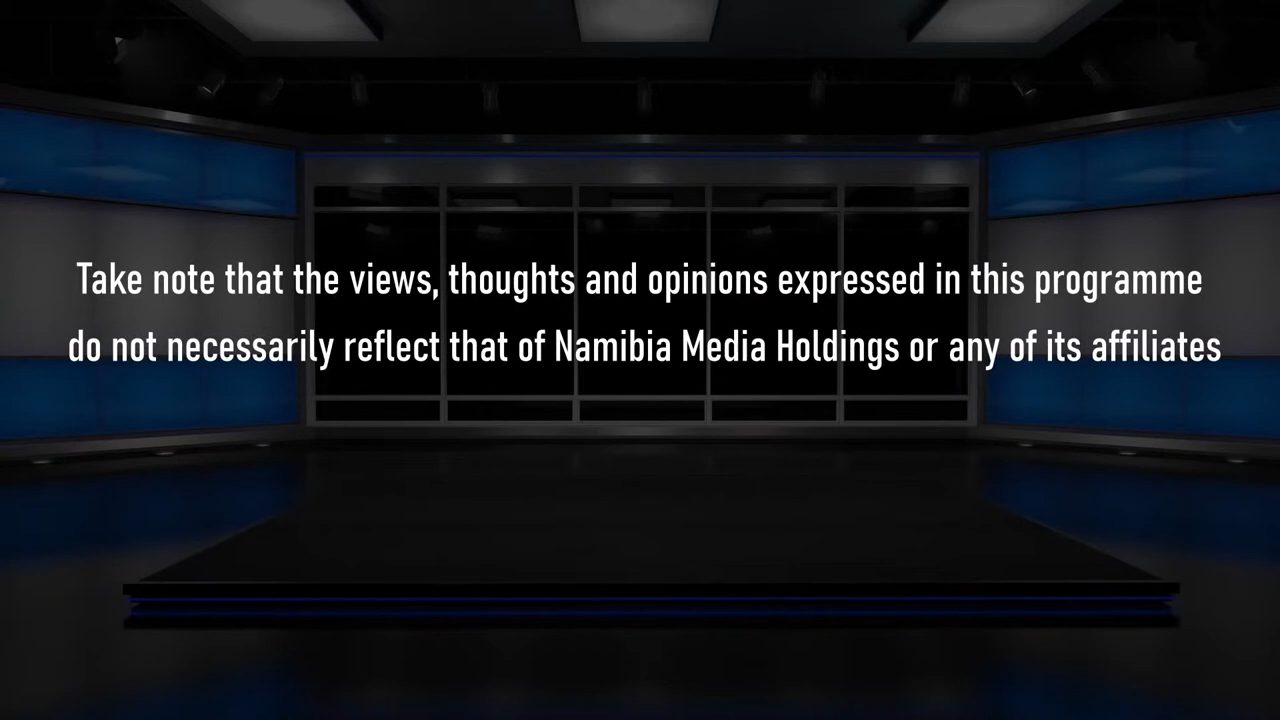 Take note that the views, thoughts and opinions expressed in this programme
do not necessarily reflect that of Namibia Media Holdings or any of its affiliates